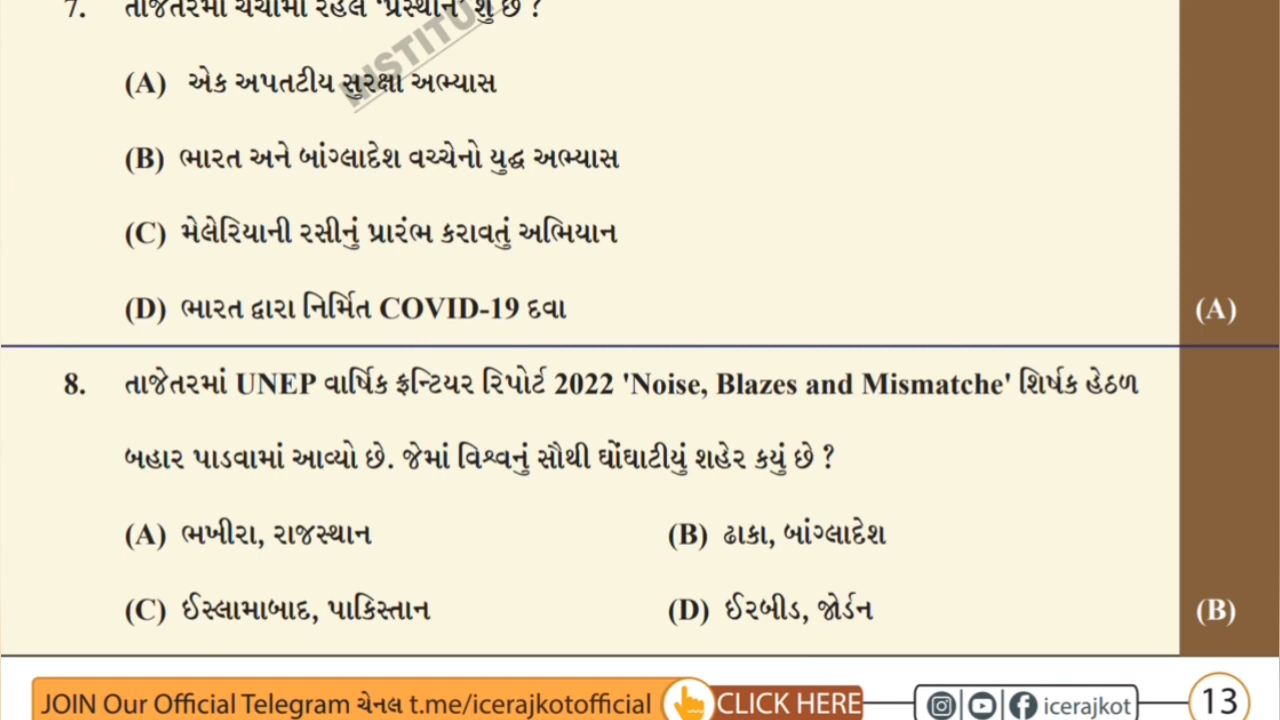 7. તાજેતરમાં ચર્ચામાં રહેલ 'પ્રસ્થાન' શું છે ?
INSTITUT
(A) એક અપતટીય સુરક્ષા અભ્યાસ
(B) ભારત અને બાંગ્લાદેશ વચ્ચેનો યુદ્ધ અભ્યાસ
(C) મેલેરિયાની રસીનું પ્રારંભ કરાવતું અભિયાન
(D) ભારત દ્વારા નિર્મિત COVID-19 દવા (A)
8. તાજેતરમાં UNEP વાર્ષિક ફ્રન્ટિયર રિપોર્ટ 2022 'Noise, Blazes and Mismatche' શિર્ષક હેઠળ
બહાર પાડવામાં આવ્યો છે. જેમાં વિશ્વનું સૌથી ઘોંઘાટીયું શહેર કયું છે ?
(A) ભખીરા, રાજસ્થાન (B) ઢાકા, બાંગ્લાદેશ
(C) ઈસ્લામાબાદ, પાકિસ્તાન (D) ઈરબીડ, જોર્ડન (B)
JOIN Our Official Telegram ચેનલ t.me/icerajkotofficial CLICK HERE icerajkot 13